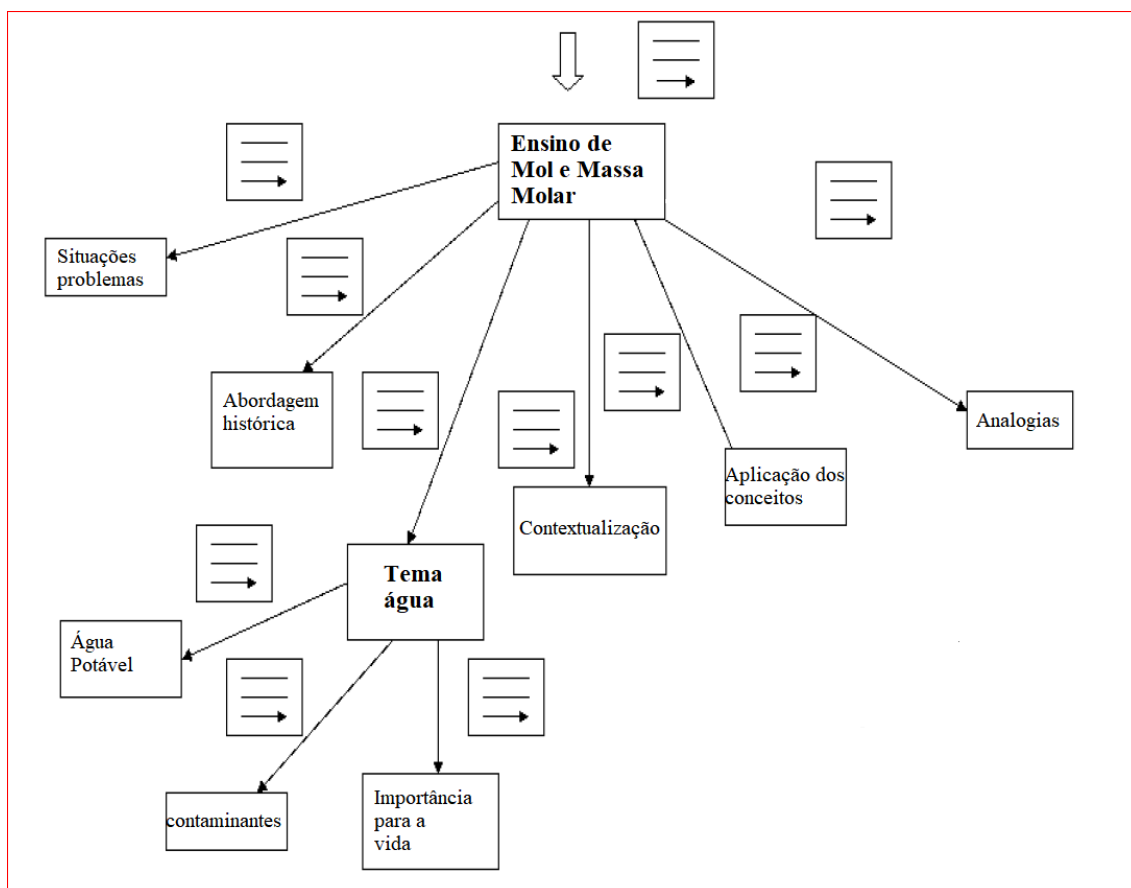 Ensino de
Mol e Massa
Molar
Situações
problemas
Abordagem
histórica
Analogias
Aplicação dos
conceitos
Contextualização
Tema
água
Água
Potável
contaminantes
Importância
para a
vida